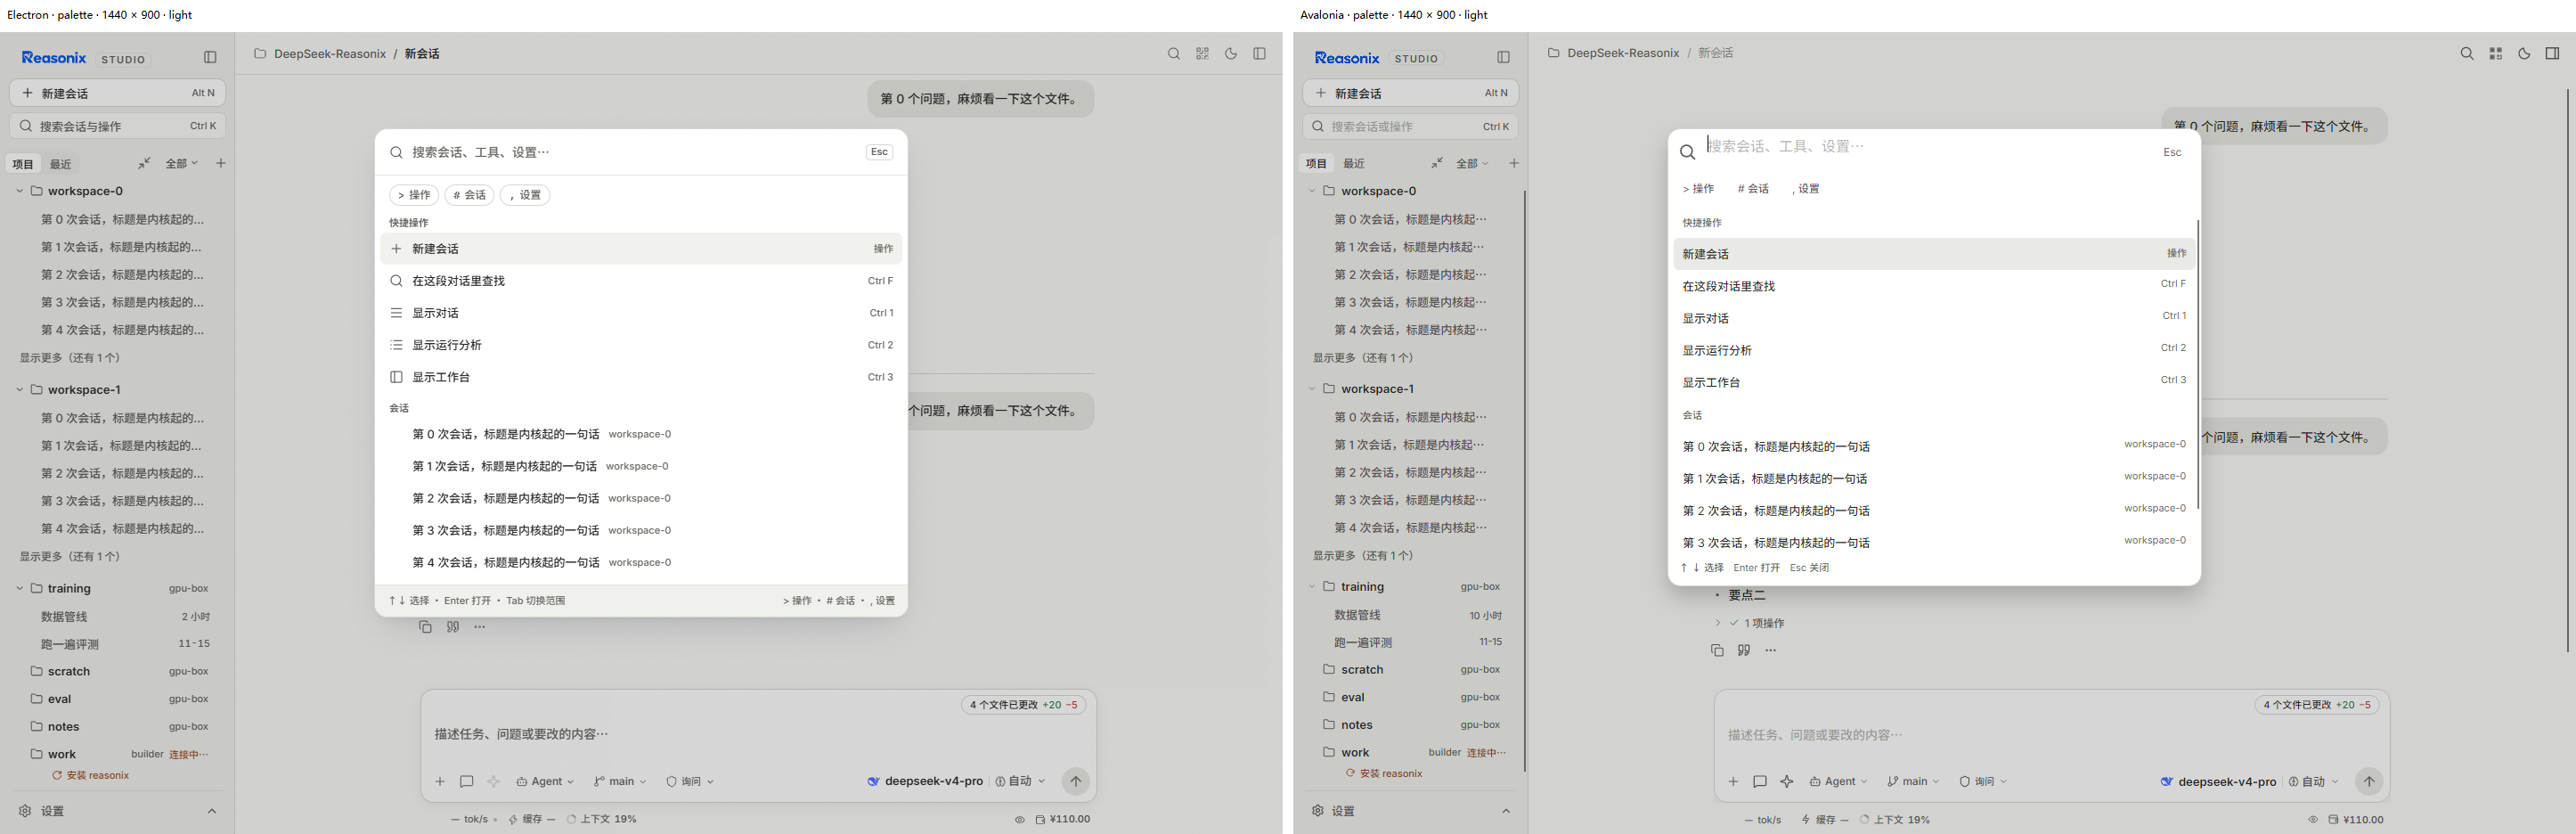 Electron · palette · 1440 × 900 · light
Reasonix STUDIO
新建会话 Alt N
搜索会话与操作 Ctrl K
项目 最近 全部
workspace-0
第 0 次会话，标题是内核起的...
第 1 次会话，标题是内核起的...
第 2 次会话，标题是内核起的...
第 3 次会话，标题是内核起的...
第 4 次会话，标题是内核起的...
显示更多（还有 1 个）
workspace-1
第 0 次会话，标题是内核起的...
第 1 次会话，标题是内核起的...
第 2 次会话，标题是内核起的...
第 3 次会话，标题是内核起的...
第 4 次会话，标题是内核起的...
显示更多（还有 1 个）
training gpu-box
数据管线 2 小时
跑一遍评测 11-15
scratch gpu-box
eval gpu-box
notes gpu-box
work builder 连接中…
安装 reasonix
设置
DeepSeek-Reasonix / 新会话
第 0 个问题，麻烦看一下这个文件。
搜索会话、工具、设置… Esc
> 操作 # 会话 , 设置
快捷操作
新建会话 操作
在这段对话里查找 Ctrl F
显示对话 Ctrl 1
显示运行分析 Ctrl 2
显示工作台 Ctrl 3
会话
第 0 次会话，标题是内核起的一句话 workspace-0
第 1 次会话，标题是内核起的一句话 workspace-0
第 2 次会话，标题是内核起的一句话 workspace-0
第 3 次会话，标题是内核起的一句话 workspace-0
第 4 次会话，标题是内核起的一句话 workspace-0
↑↓ 选择 · Enter 打开 · Tab 切换范围 > 操作 · # 会话 · , 设置
个问题，麻烦看一下这个文件。
4 个文件已更改 +20 −5
描述任务、问题或要改的内容…
Agent main 询问 deepseek-v4-pro 自动
— tok/s 缓存 — 上下文 19% ¥110.00
Avalonia · palette · 1440 × 900 · light
Reasonix STUDIO
新建会话 Alt N
搜索会话或操作 Ctrl K
项目 最近 全部
workspace-0
第 0 次会话，标题是内核起…
第 1 次会话，标题是内核起…
第 2 次会话，标题是内核起…
第 3 次会话，标题是内核起…
第 4 次会话，标题是内核起…
显示更多（还有 1 个）
workspace-1
第 0 次会话，标题是内核起…
第 1 次会话，标题是内核起…
第 2 次会话，标题是内核起…
第 3 次会话，标题是内核起…
第 4 次会话，标题是内核起…
显示更多（还有 1 个）
training gpu-box
数据管线 10 小时
跑一遍评测 11-15
scratch gpu-box
eval gpu-box
notes gpu-box
work builder 连接中…
安装 reasonix
设置
DeepSeek-Reasonix / 新会话
第 0 个问题，麻烦看一下这个文件。
搜索会话、工具、设置… Esc
> 操作 # 会话 , 设置
快捷操作
新建会话 操作
在这段对话里查找 Ctrl F
显示对话 Ctrl 1
显示运行分析 Ctrl 2
显示工作台 Ctrl 3
会话
第 0 次会话，标题是内核起的一句话 workspace-0
第 1 次会话，标题是内核起的一句话 workspace-0
第 2 次会话，标题是内核起的一句话 workspace-0
第 3 次会话，标题是内核起的一句话 workspace-0
↑ ↓ 选择 Enter 打开 Esc 关闭
个问题，麻烦看一下这个文件。
• 要点二
1 项操作
4 个文件已更改 +20 −5
描述任务、问题或要改的内容…
Agent main 询问 deepseek-v4-pro 自动
— tok/s 缓存 — 上下文 19% ¥110.00